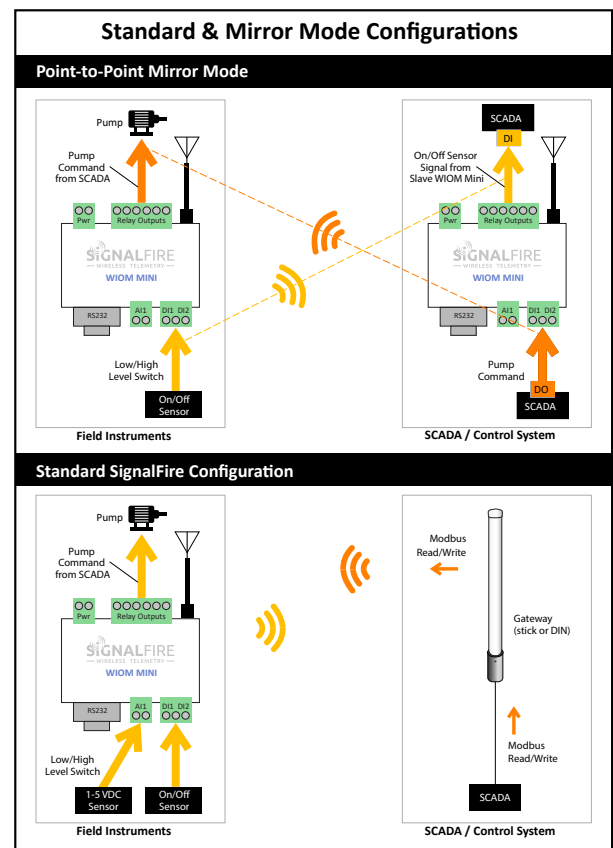 Standard & Mirror Mode Configurations
Point-to-Point Mirror Mode
Pump
Pump
Command
from SCADA
Pwr
Relay Outputs
SiGNALFIRE
WIRELESS TELEMETRY
WIOM MINI
RS232
AI1
DI1 DI2
Low/High
Level Switch
On/Off
Sensor
Field Instruments
SCADA
DI
On/Off Sensor
Signal from
Slave WIOM Mini
Pwr
Relay Outputs
SiGNALFIRE
WIRELESS TELEMETRY
WIOM MINI
RS232
AI1
DI1 DI2
Pump
Command
DO
SCADA
SCADA / Control System
Standard SignalFire Configuration
Pump
Pump
Command
from SCADA
Pwr
Relay Outputs
SiGNALFIRE
WIRELESS TELEMETRY
WIOM MINI
RS232
AI1
DI1 DI2
Low/High
Level Switch
1-5 VDC
Sensor
On/Off
Sensor
Field Instruments
Modbus
Read/Write
Gateway
(stick or DIN)
Modbus
Read/Write
SCADA
SCADA / Control System